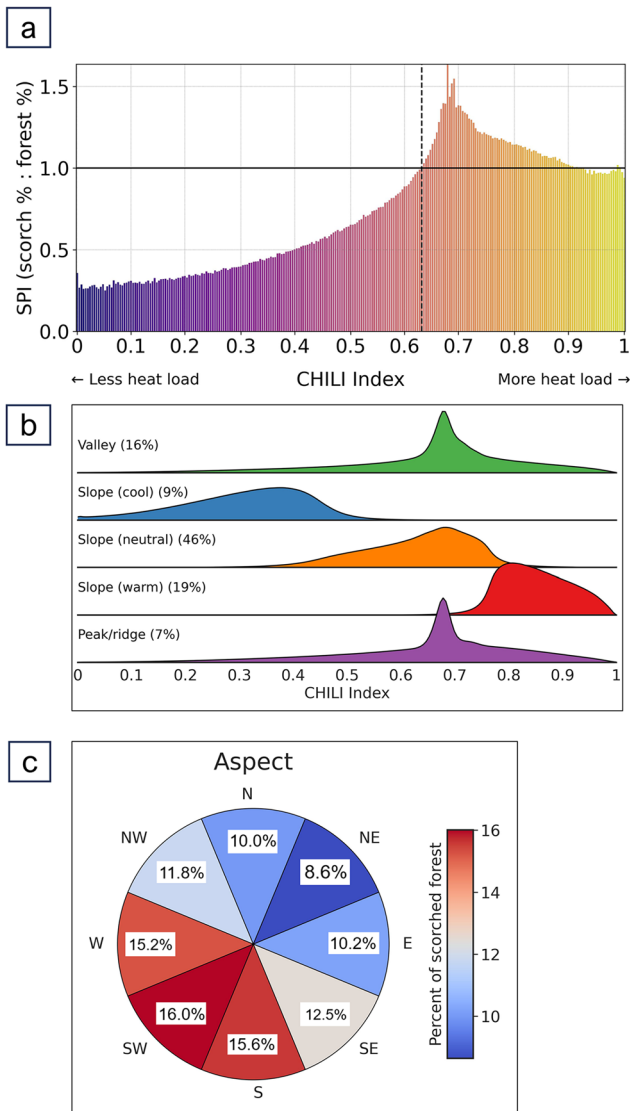 a
SPI (scorch % : forest %)
1.5
1.0
0.5
0.0
0 0.1 0.2 0.3 0.4 0.5 0.6 0.7 0.8 0.9 1
← Less heat load CHILI Index More heat load →
b
Valley (16%)
Slope (cool) (9%)
Slope (neutral) (46%)
Slope (warm) (19%)
Peak/ridge (7%)
0 0.1 0.2 0.3 0.4 0.5 0.6 0.7 0.8 0.9 1
CHILI Index
c
Aspect
N
NE
E
SE
S
SW
W
NW
10.0%
8.6%
10.2%
12.5%
15.6%
16.0%
15.2%
11.8%
Percent of scorched forest
16
14
12
10